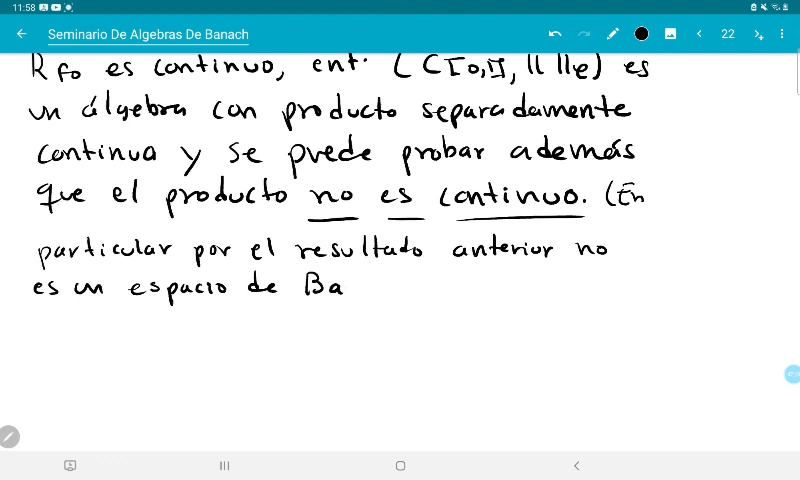 11:58
Seminario De Algebras De Banach
22
R fo es continuo, ent. (C[0,1], || ||e) es
un álgebra con producto separadamente
continua y se puede probar además
que el producto no es continuo. (En
particular por el resultado anterior no
es un espacio de Ba